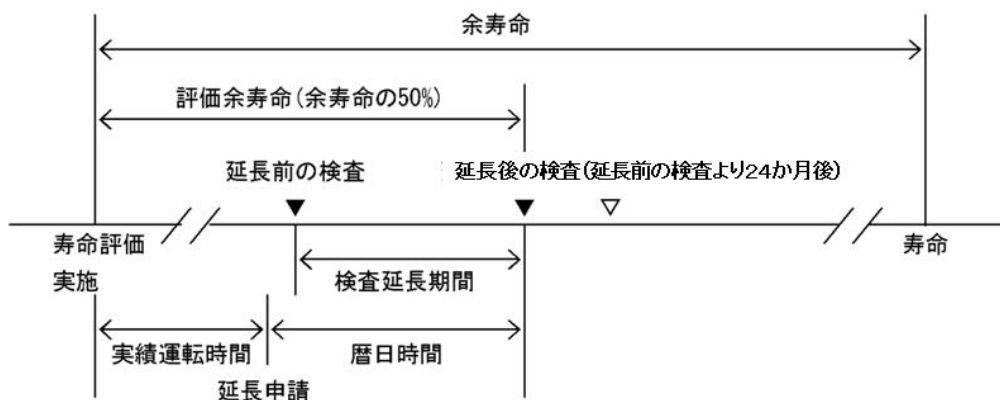 余寿命
評価余寿命(余寿命の50%)
延長前の検査
延長後の検査(延長前の検査より24か月後)
寿命評価
実施
寿命
検査延長期間
実績運転時間
暦日時間
延長申請